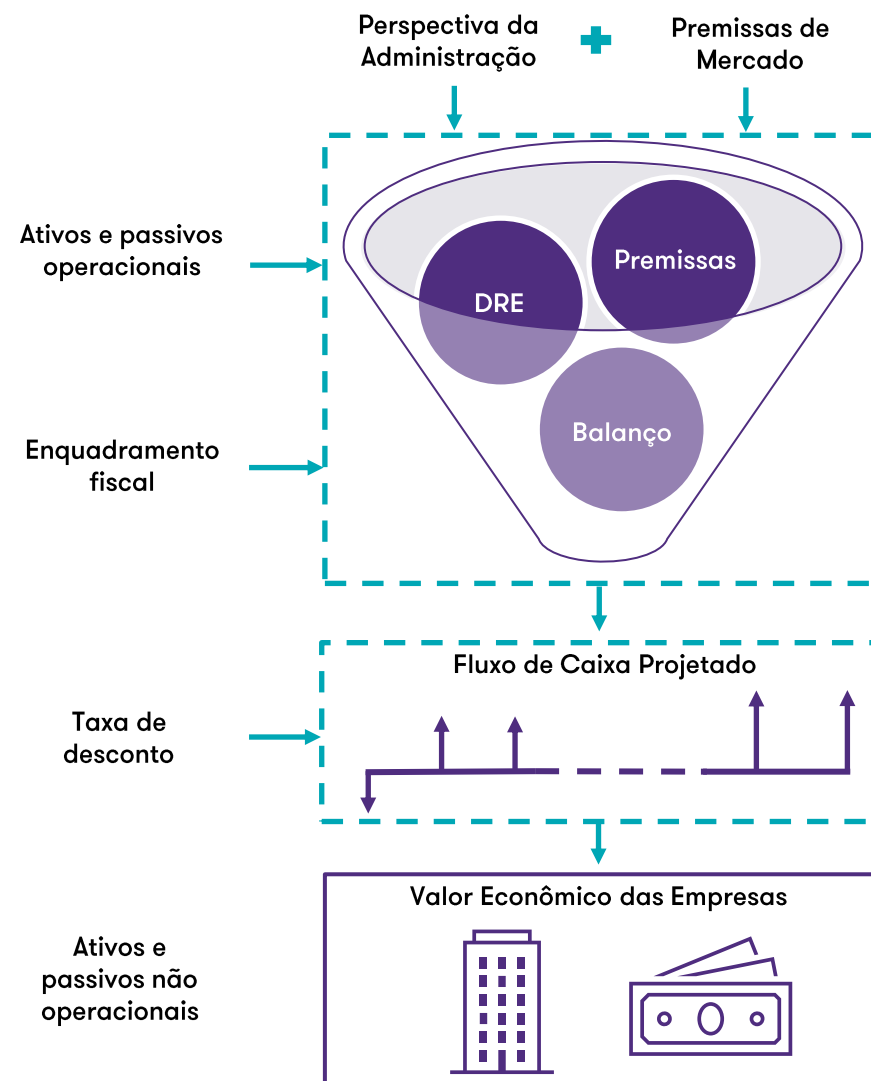 Perspectiva da
Administração
Premissas de
Mercado
Ativos e passivos
operacionais
Premissas
DRE
Balanço
Enquadramento
fiscal
Fluxo de Caixa Projetado
Taxa de
desconto
Valor Econômico das Empresas
Ativos e
passivos não
operacionais